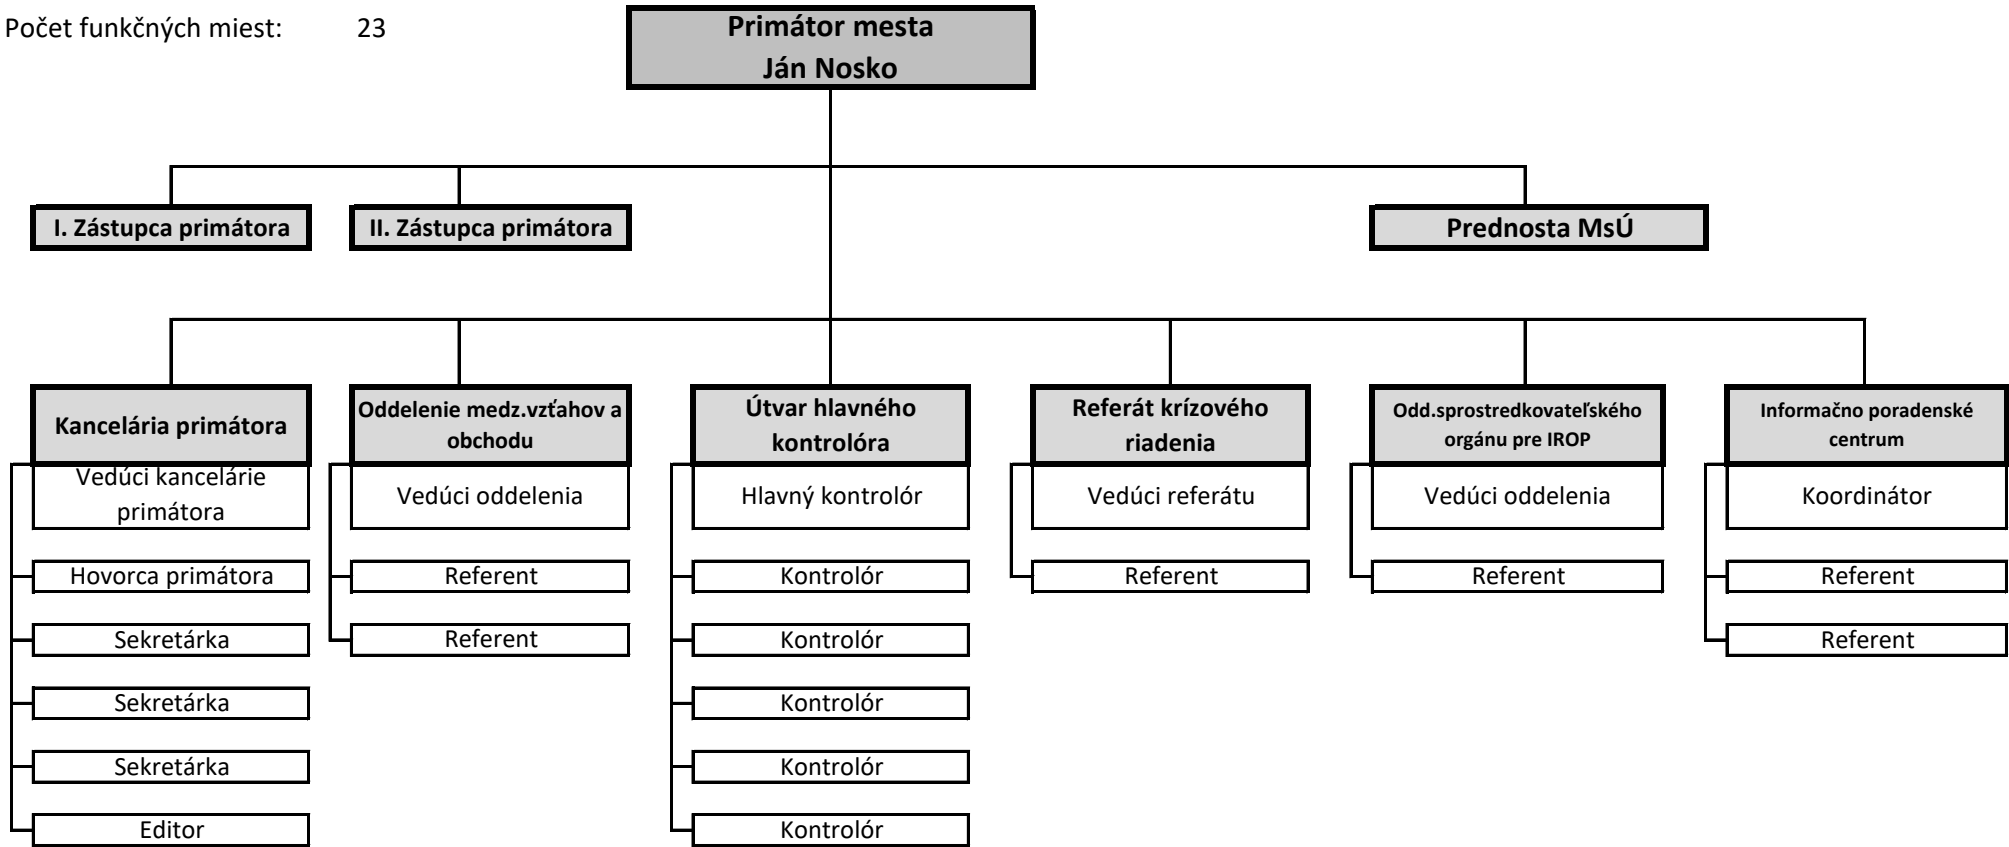 Počet funkčných miest: 23
Primátor mesta
Ján Nosko
I. Zástupca primátora
II. Zástupca primátora
Prednosta MsÚ
Kancelária primátora
Vedúci kancelárie
primátora
Hovorca primátora
Sekretárka
Sekretárka
Sekretárka
Editor
Oddelenie medz.vzťahov a
obchodu
Vedúci oddelenia
Referent
Referent
Útvar hlavného
kontrolóra
Hlavný kontrolór
Kontrolór
Kontrolór
Kontrolór
Kontrolór
Kontrolór
Referát krízového
riadenia
Vedúci referátu
Referent
Odd.sprostredkovateľského
orgánu pre IROP
Vedúci oddelenia
Referent
Informačno poradenské
centrum
Koordinátor
Referent
Referent